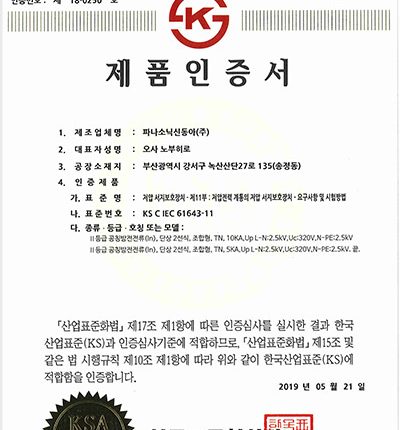 인증번호 : 제 18-0250 호
KS
제 품 인 증 서
1. 제 조 업 체 명 : 파나소닉신동아(주)
2. 대 표 자 성 명 : 오사 노부히로
3. 공 장 소 재 지 : 부산광역시 강서구 녹산산단27로 135(송정동)
4. 인 증 제 품
가. 표 준 명 : 저압 서지보호장치 - 제11부 : 저압전력 계통의 저압 서지보호장치 - 요구사항 및 시험방법
나. 표 준 번 호 : KS C IEC 61643-11
다. 종류 · 등급 · 호칭 또는 모델 :
Ⅱ등급 공칭방전전류(In), 단상 2선식, 조합형, TN, 10KA,Up L-N:2.5kV,Uc:320V,N-PE:2.5kV
Ⅱ등급 공칭방전전류(In), 단상 2선식, 조합형, TN, 5KA,Up L-N:2.5kV,Uc:320V,N-PE:2.5kV. 끝.
「산업표준화법」 제17조 제1항에 따른 인증심사를 실시한 결과 한국
산업표준(KS)과 인증심사기준에 적합하므로, 「산업표준화법」 제15조 및
같은 법 시행규칙 제10조 제1항에 따라 위와 같이 한국산업표준(KS)에
적합함을 인증합니다.
2019 년 05 월 21 일
KSA